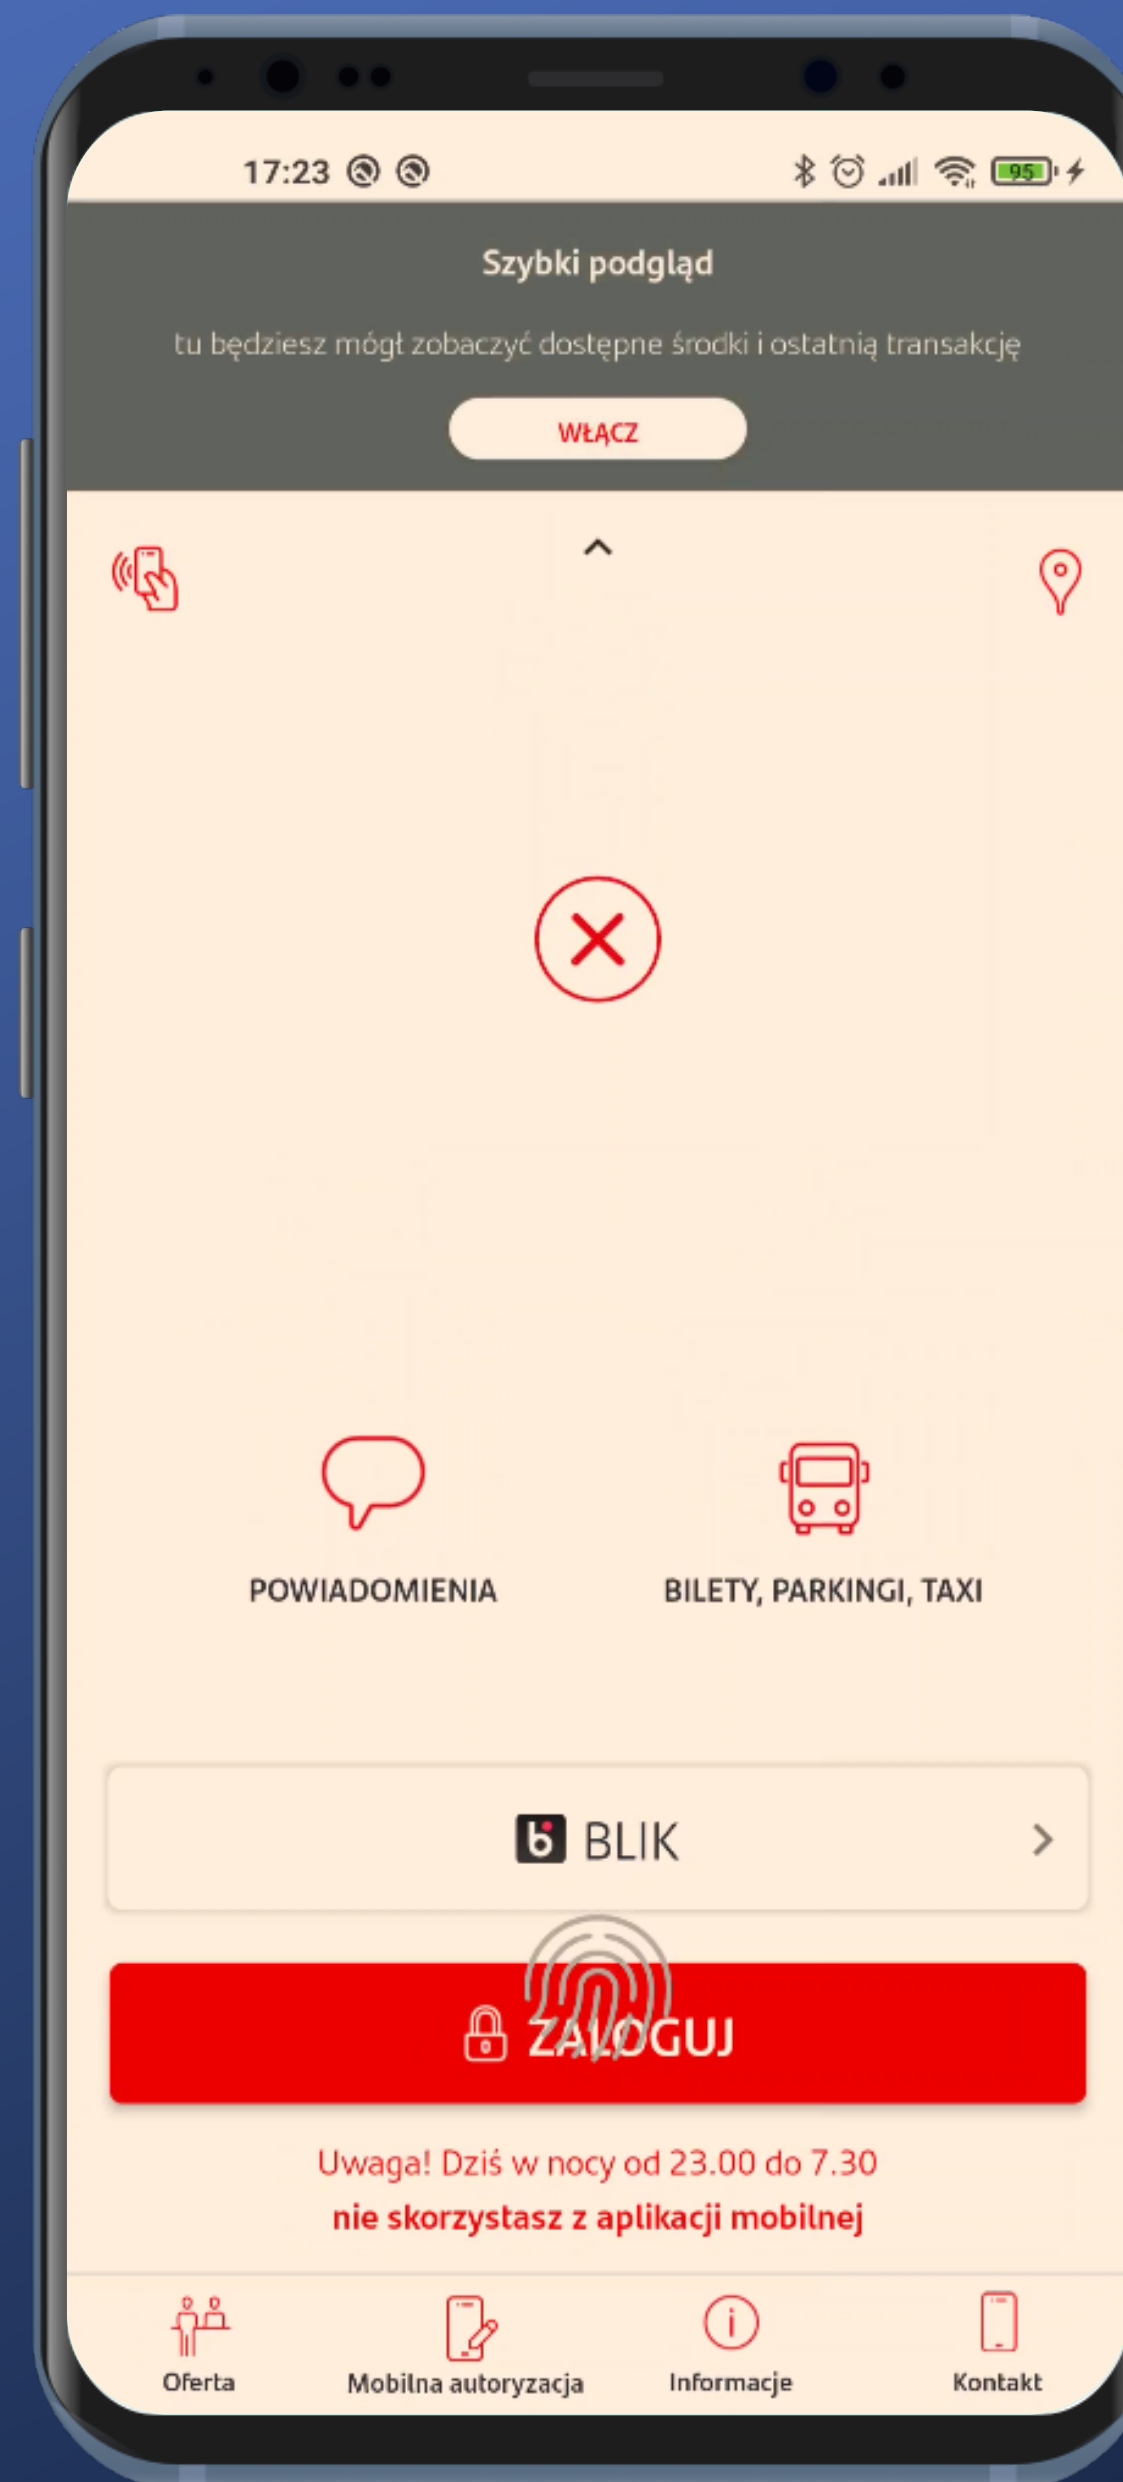 17:23
95
Szybki podgląd
tu będziesz mógł zobaczyć dostępne środki i ostatnią transakcję
WŁĄCZ
POWIADOMIENIA
BILETY, PARKINGI, TAXI
BLIK
ZALOGUJ
Uwaga! Dziś w nocy od 23.00 do 7.30
nie skorzystasz z aplikacji mobilnej
Oferta
Mobilna autoryzacja
Informacje
Kontakt